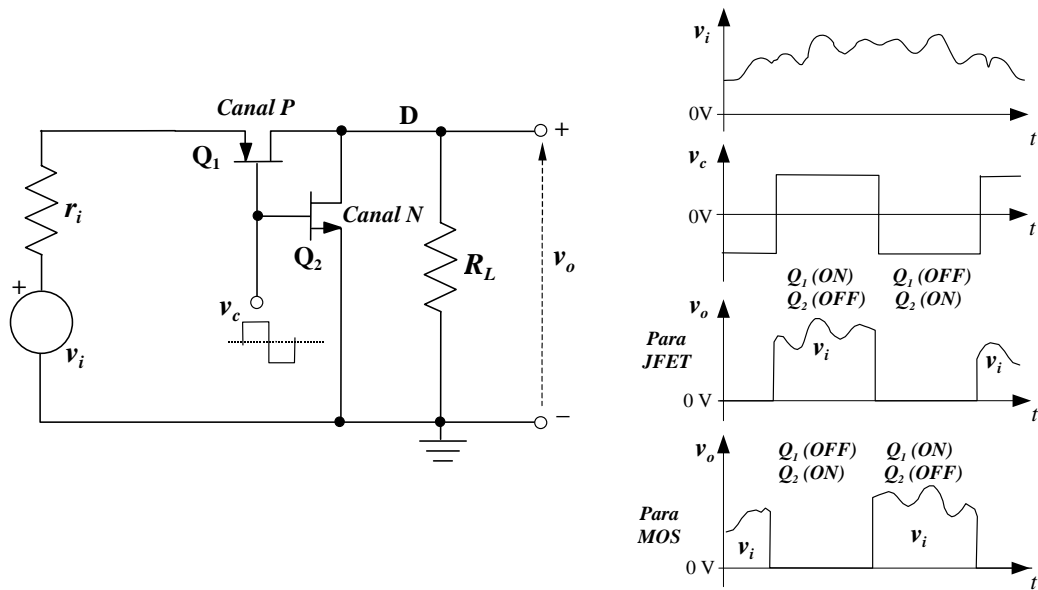 Canal P
Q1
D
+
ri
Canal N
Q2
RL
vo
+
vc
vi
−
vi
0V
t
vc
0V
t
Q1 (ON) Q1 (OFF)
Q2 (OFF) Q2 (ON)
vo
Para
JFET
vi
vi
0 V
t
Q1 (OFF) Q1 (ON)
Q2 (ON) Q2 (OFF)
vo
Para
MOS
vi
vi
0 V
t